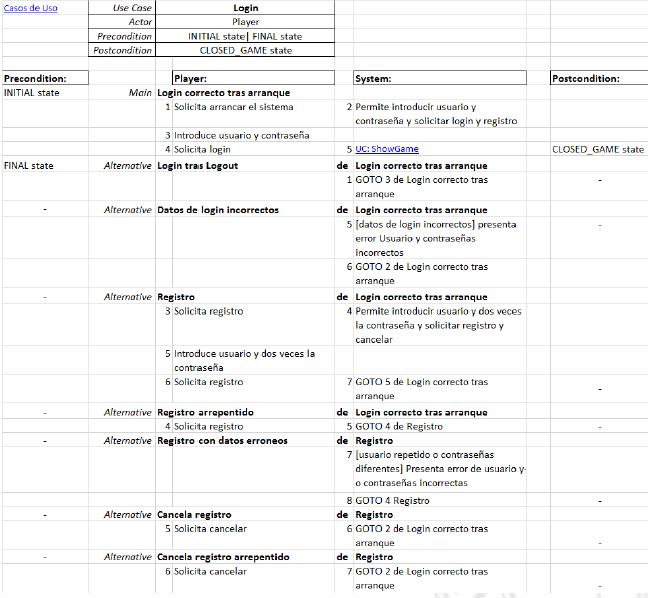 Casos de Uso Use Case Login
Actor Player
Precondition INITIAL state| FINAL state
Postcondition CLOSED_GAME state
Precondition: Player: System: Postcondition:
INITIAL state Main Login correcto tras arranque
1 Solicita arrancar el sistema 2 Permite introducir usuario y
contraseña y solicitar login y registro
3 Introduce usuario y contraseña
4 Solicita login 5 UC: ShowGame CLOSED_GAME state
FINAL state Alternative Login tras Logout de Login correcto tras arranque
1 GOTO 3 de Login correcto tras -
arranque
- Alternative Datos de login incorrectos de Login correcto tras arranque
5 [datos de login incorrectos] presenta -
error Usuario y contraseñas
incorrectos
6 GOTO 2 de Login correcto tras
arranque
- Alternative Registro de Login correcto tras arranque
3 Solicita registro 4 Permite introducir usuario y dos veces
la contraseña y solicitar registro y
cancelar
5 Introduce usuario y dos veces la
contraseña
6 Solicita registro 7 GOTO 5 de Login correcto tras -
arranque
- Alternative Registro arrepentido de Login correcto tras arranque
4 Solicita registro 5 GOTO 4 de Registro -
- Alternative Registro con datos erroneos de Registro
7 [usuario repetido o contraseñas
diferentes] Presenta error de usuario y-
o contraseñas incorrectas
8 GOTO 4 Registro -
- Alternative Cancela registro de Registro
5 Solicita cancelar 6 GOTO 2 de Login correcto tras
arranque -
- Alternative Cancela registro arrepentido de Registro
6 Solicita cancelar 7 GOTO 2 de Login correcto tras
arranque -